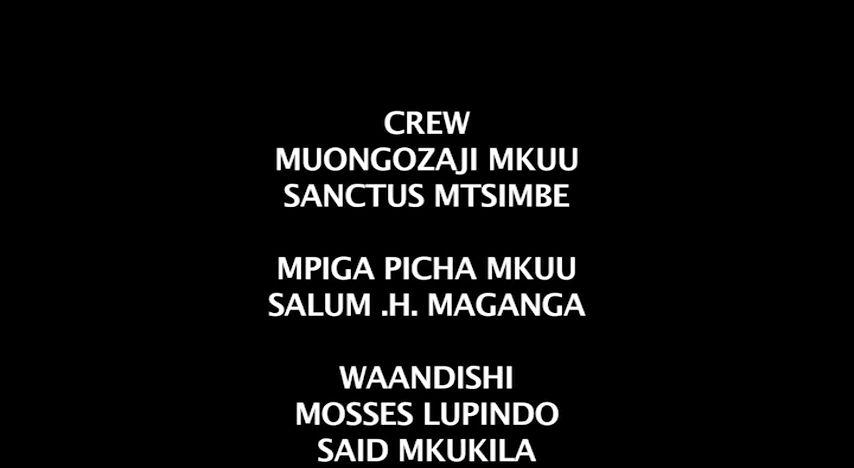 CREW
MUONGOZAJI MKUU
SANCTUS MTSIMBE
MPIGA PICHA MKUU
SALUM .H. MAGANGA
WAANDISHI
MOSSES LUPINDO
SAID MKUKILA